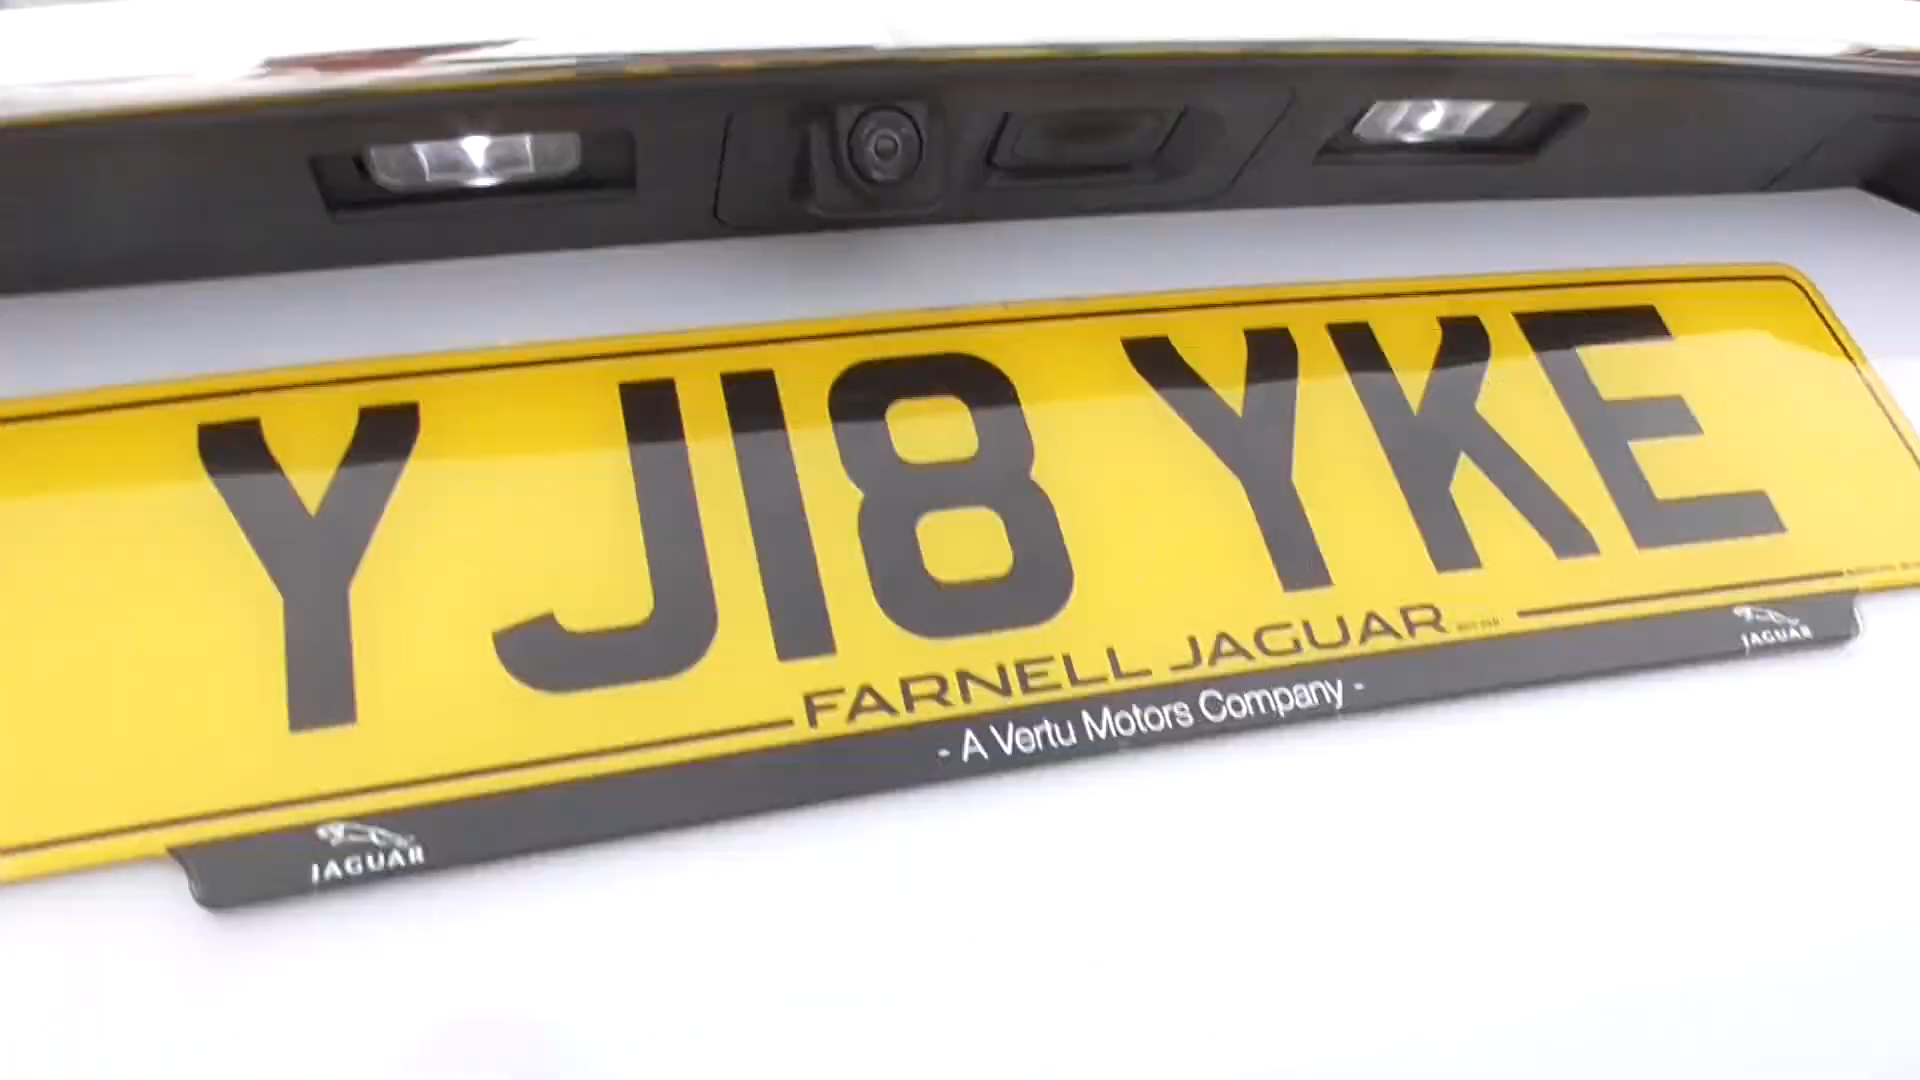 YJ18 YKE
FARNELL JAGUAR
- A Vertu Motors Company -
JAGUAR
JAGUAR